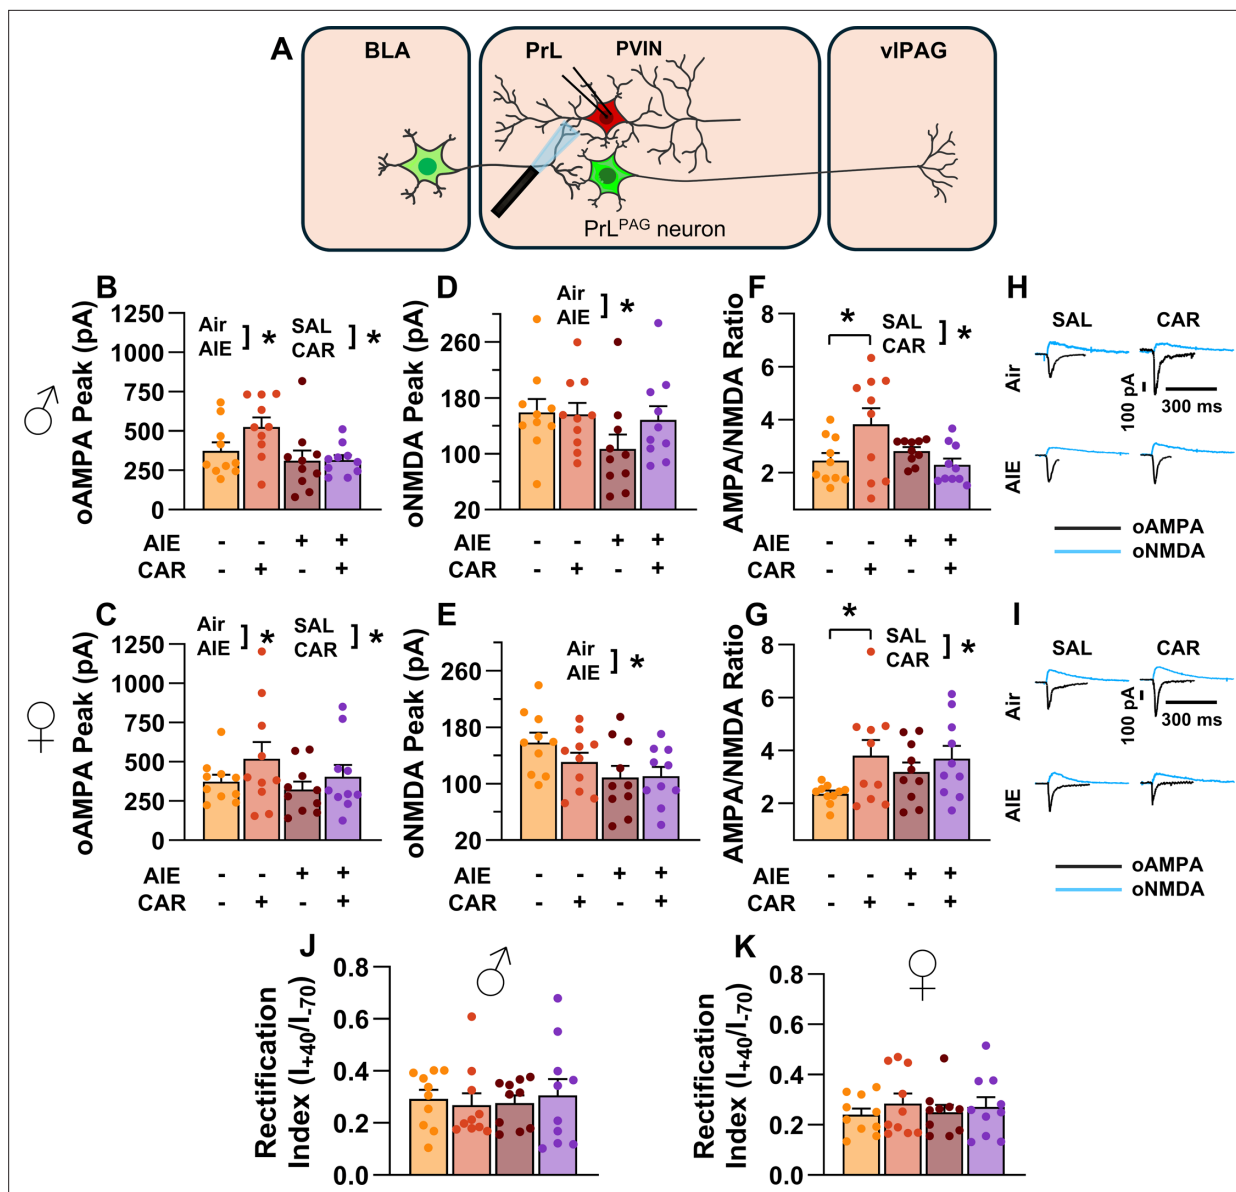 A
BLA
PrL
PVIN
vlPAG
PrL^PAG neuron
B
oAMPA Peak (pA)
1250
1000
750
500
250
0
Air
AIE
] *
SAL
CAR
] *
AIE - - + +
CAR - + - +
D
oNMDA Peak (pA)
260
180
100
20
Air
AIE
] *
AIE - - + +
CAR - + - +
F
AMPA/NMDA Ratio
8
6
4
2
*
SAL
CAR
] *
AIE - - + +
CAR - + - +
H
SAL
CAR
Air
AIE
100 pA
300 ms
oAMPA
oNMDA
♂
♀
C
oAMPA Peak (pA)
1250
1000
750
500
250
0
Air
AIE
] *
SAL
CAR
] *
AIE - - + +
CAR - + - +
E
oNMDA Peak (pA)
260
180
100
20
Air
AIE
] *
AIE - - + +
CAR - + - +
G
AMPA/NMDA Ratio
8
6
4
2
*
SAL
CAR
] *
AIE - - + +
CAR - + - +
I
SAL
CAR
Air
AIE
100 pA
300 ms
oAMPA
oNMDA
J
♂
Rectification
Index (I+40/I-70)
0.8
0.6
0.4
0.2
0.0
K
♀
Rectification
Index (I+40/I-70)
0.8
0.6
0.4
0.2
0.0